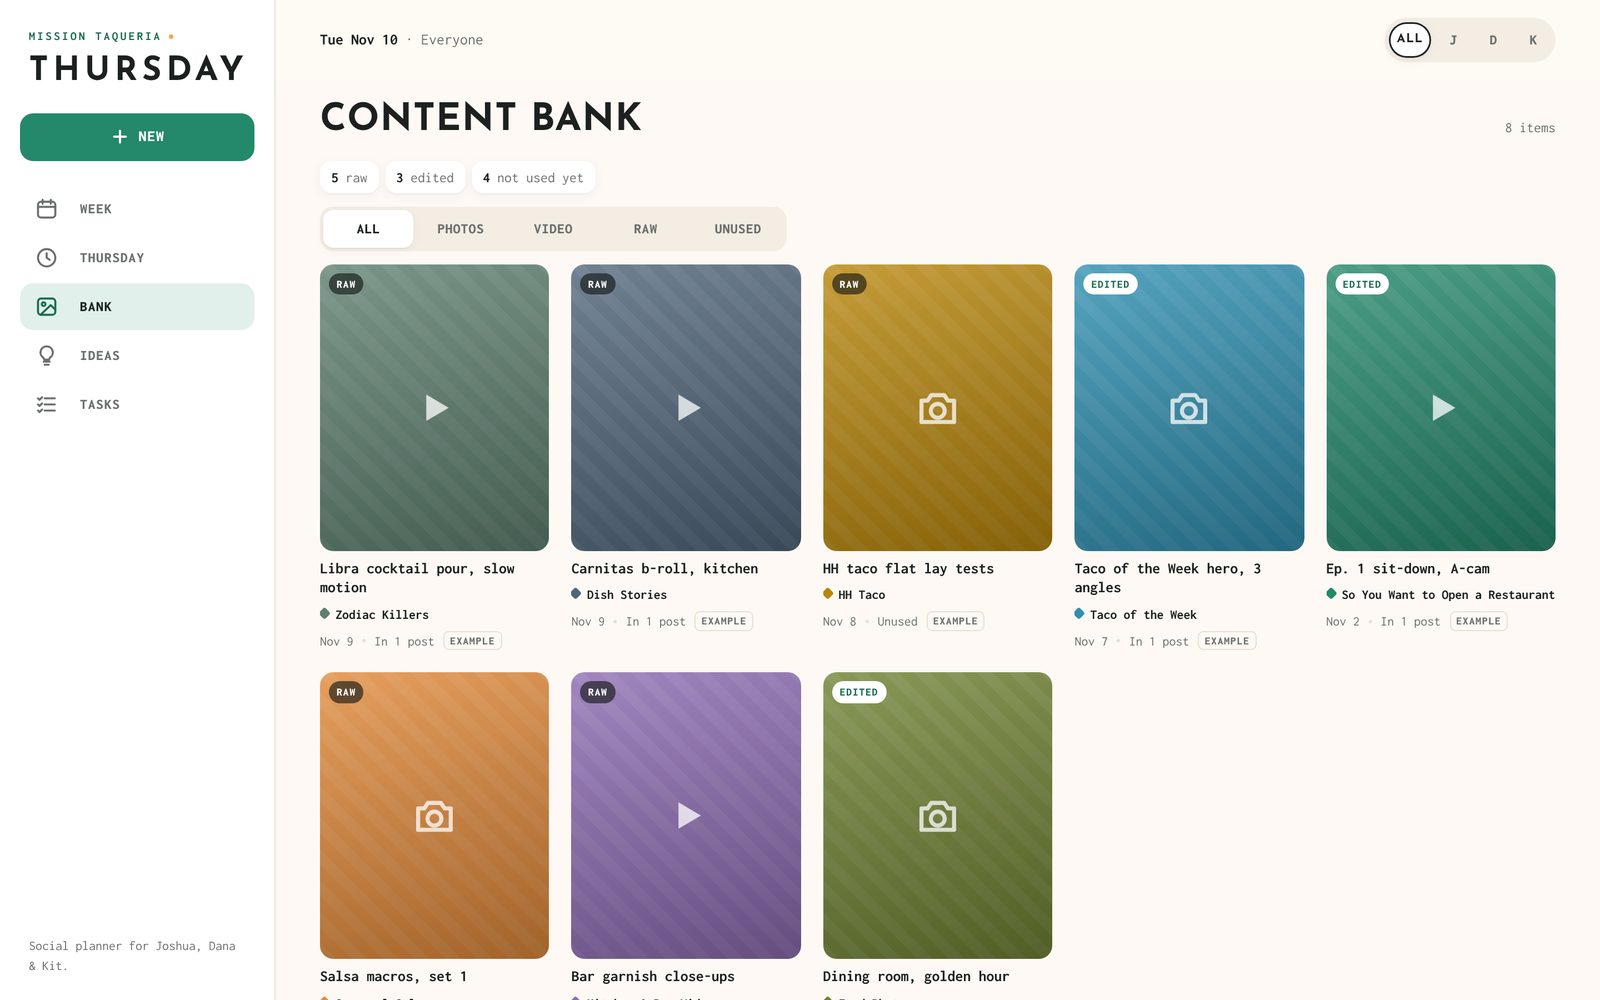 MISSION TAQUERIA
THURSDAY
+ NEW
WEEK
THURSDAY
BANK
IDEAS
TASKS
Social planner for Joshua, Dana
& Kit.
Tue Nov 10 · Everyone
ALL J D K
CONTENT BANK
8 items
5 raw
3 edited
4 not used yet
ALL PHOTOS VIDEO RAW UNUSED
RAW
Libra cocktail pour, slow
motion
Zodiac Killers
Nov 9 · In 1 post EXAMPLE
RAW
Carnitas b-roll, kitchen
Dish Stories
Nov 9 · In 1 post EXAMPLE
RAW
HH taco flat lay tests
HH Taco
Nov 8 · Unused EXAMPLE
EDITED
Taco of the Week hero, 3
angles
Taco of the Week
Nov 7 · In 1 post EXAMPLE
EDITED
Ep. 1 sit-down, A-cam
So You Want to Open a Restaurant
Nov 2 · In 1 post EXAMPLE
RAW
Salsa macros, set 1
RAW
Bar garnish close-ups
EDITED
Dining room, golden hour